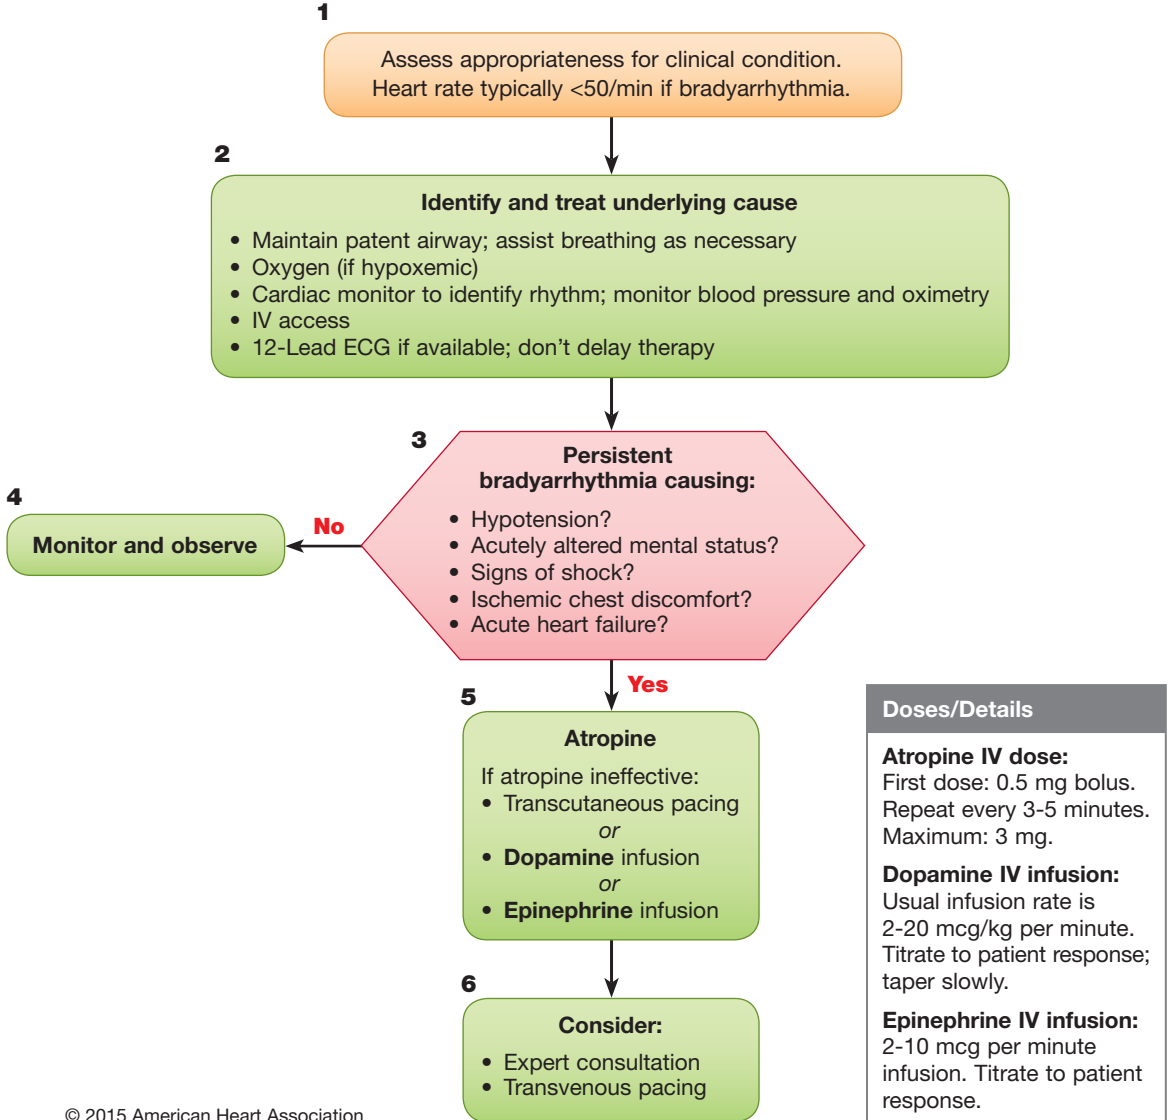 1
Assess appropriateness for clinical condition.
Heart rate typically <50/min if bradyarrhythmia.
2
Identify and treat underlying cause
• Maintain patent airway; assist breathing as necessary
• Oxygen (if hypoxemic)
• Cardiac monitor to identify rhythm; monitor blood pressure and oximetry
• IV access
• 12-Lead ECG if available; don't delay therapy
3
Persistent
bradyarrhythmia causing:
• Hypotension?
• Acutely altered mental status?
• Signs of shock?
• Ischemic chest discomfort?
• Acute heart failure?
4
No
Monitor and observe
Yes
5
Atropine
If atropine ineffective:
• Transcutaneous pacing
or
• Dopamine infusion
or
• Epinephrine infusion
6
Consider:
• Expert consultation
• Transvenous pacing
Doses/Details
Atropine IV dose:
First dose: 0.5 mg bolus.
Repeat every 3-5 minutes.
Maximum: 3 mg.
Dopamine IV infusion:
Usual infusion rate is
2-20 mcg/kg per minute.
Titrate to patient response;
taper slowly.
Epinephrine IV infusion:
2-10 mcg per minute
infusion. Titrate to patient
response.
© 2015 American Heart Association